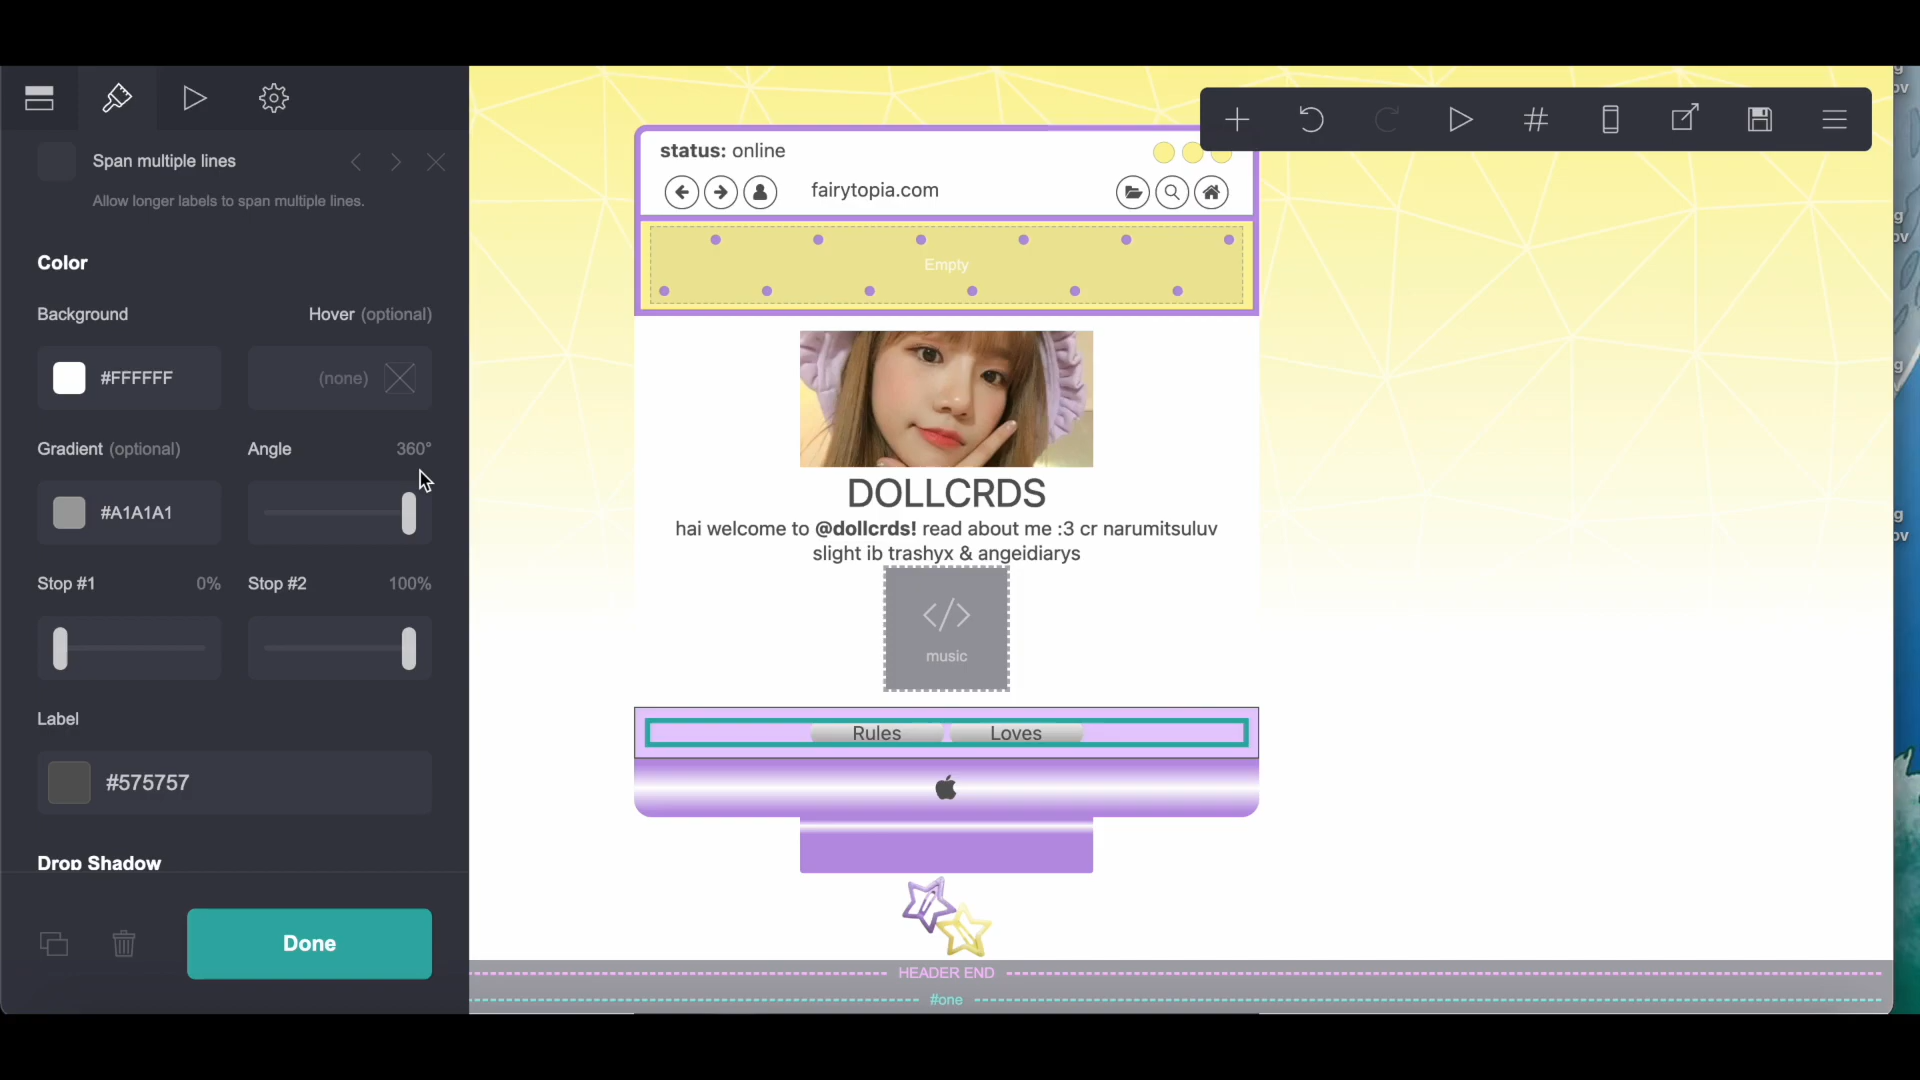 Span multiple lines
Allow longer labels to span multiple lines.
Color
Background
Hover (optional)
#FFFFFF
(none)
Gradient (optional)
Angle
360°
#A1A1A1
Stop #1
0%
Stop #2
100%
Label
#575757
Drop Shadow
Done
status: online
fairytopia.com
Empty
DOLLCRDS
hai welcome to @dollcrds! read about me :3 cr narumitsuluv
slight ib trashyx & angeidiarys
</>
music
Rules
Loves
HEADER END
#one
g
ov
g
ov
g
g
ov